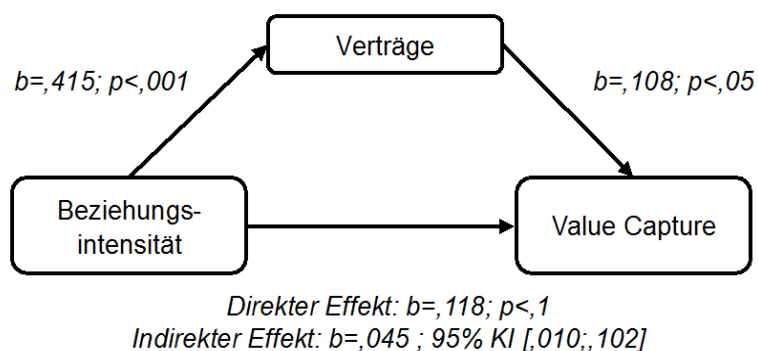 Verträge
b=,415; p<,001
b=,108; p<,05
Beziehungs-
intensität
Value Capture
Direkter Effekt: b=,118; p<,1
Indirekter Effekt: b=,045 ; 95% KI [,010;,102]